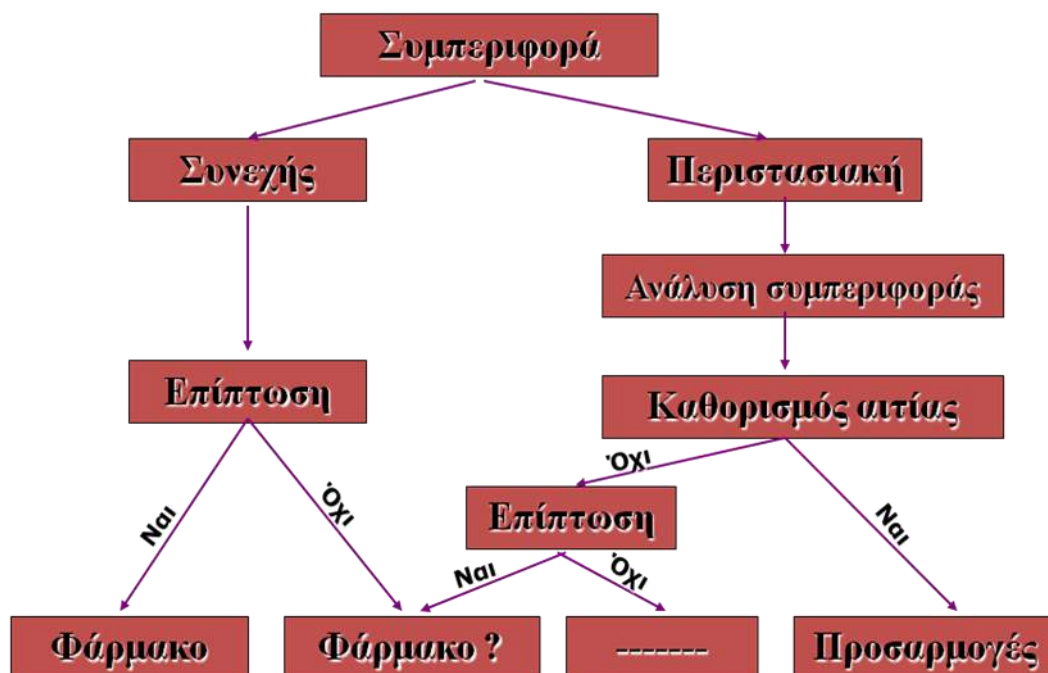 Συμπεριφορά
Συνεχής
Περιστασιακή
Ανάλυση συμπεριφοράς
Επίπτωση
Καθορισμός αιτίας
Όχι
Επίπτωση
Ναι
Όχι
Ναι
Ναι
Όχι
Φάρμακο
Φάρμακο ?
-------
Προσαρμογές